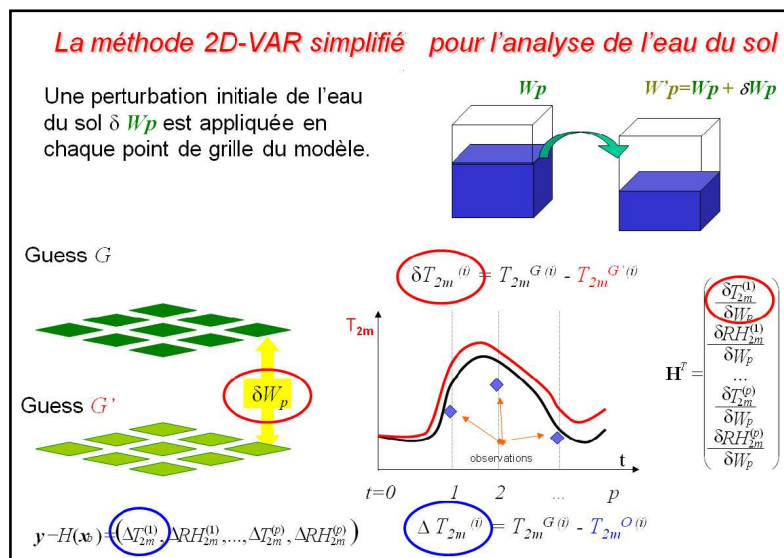 La méthode 2D-VAR simplifié pour l'analyse de l'eau du sol
Une perturbation initiale de l'eau
du sol δ Wp est appliquée en
chaque point de grille du modèle.
Wp
W'p=Wp + δWp
Guess G
δWₚ
Guess G'
δT₂ₘ⁽ⁱ⁾ = T₂ₘᴳ⁽ⁱ⁾ - T₂ₘᴳ'⁽ⁱ⁾
T₂ₘ
observations
t
t=0 1 2 ... p
Hᵀ =
δT₂ₘ⁽¹⁾
δWₚ
δRH₂ₘ⁽¹⁾
δWₚ
...
δT₂ₘ⁽ᵖ⁾
δWₚ
δRH₂ₘ⁽ᵖ⁾
δWₚ
y−H(x_b)=(ΔT₂ₘ⁽¹⁾, ΔRH₂ₘ⁽¹⁾,..., ΔT₂ₘ⁽ᵖ⁾, ΔRH₂ₘ⁽ᵖ⁾)
Δ T₂ₘ⁽ⁱ⁾ = T₂ₘᴳ⁽ⁱ⁾ - T₂ₘᴼ⁽ⁱ⁾